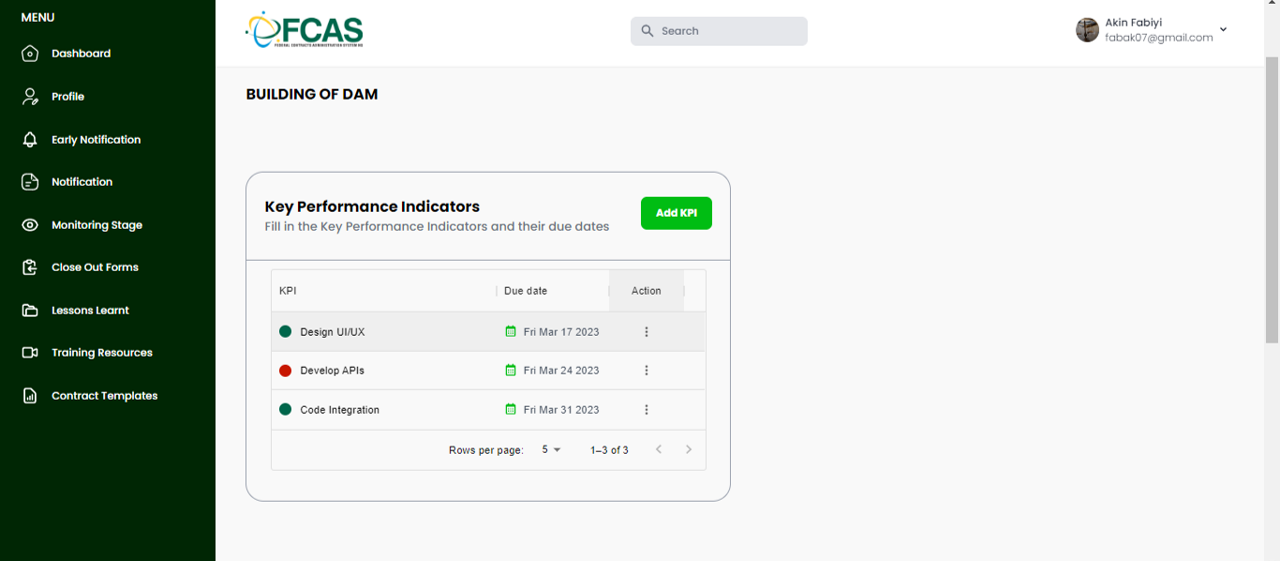 MENU
Dashboard
Profile
Early Notification
Notification
Monitoring Stage
Close Out Forms
Lessons Learnt
Training Resources
Contract Templates
FCAS
FEDERAL CONTRACTS ADMINISTRATION SYSTEM
Search
Akin Fabiyi
fabak07@gmail.com
BUILDING OF DAM
Key Performance Indicators
Fill in the Key Performance Indicators and their due dates
Add KPI
KPI Due date Action
Design UI/UX Fri Mar 17 2023
Develop APIs Fri Mar 24 2023
Code Integration Fri Mar 31 2023
Rows per page: 5 1–3 of 3